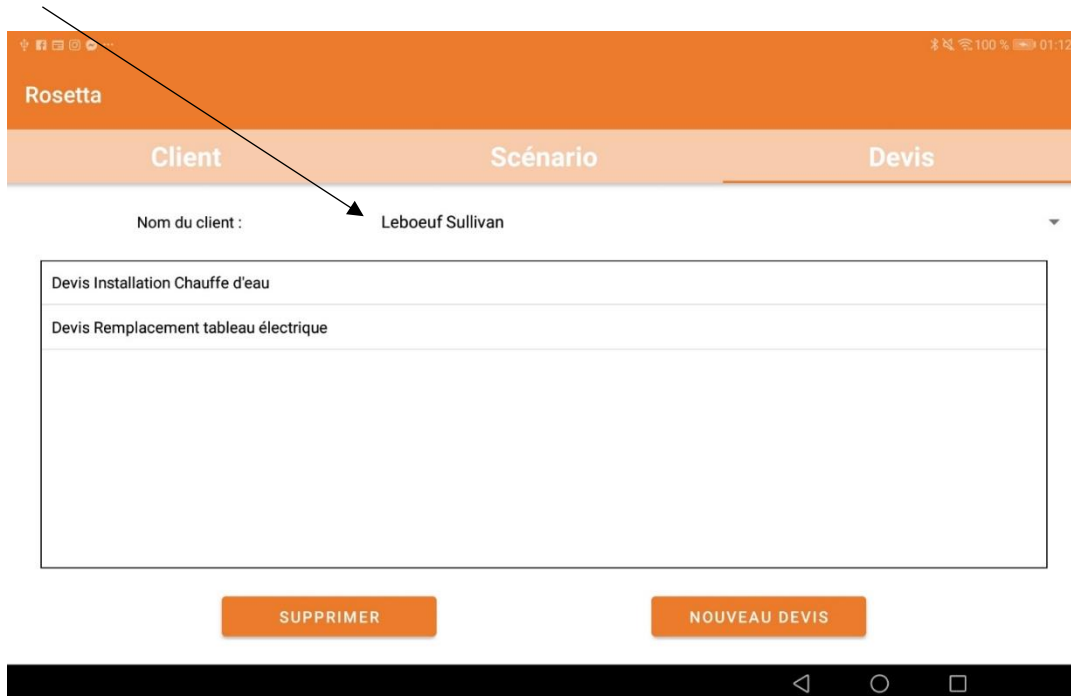 100 % 01:12
Rosetta
Client Scénario Devis
Nom du client : Leboeuf Sullivan
Devis Installation Chauffe d'eau
Devis Remplacement tableau électrique
SUPPRIMER NOUVEAU DEVIS